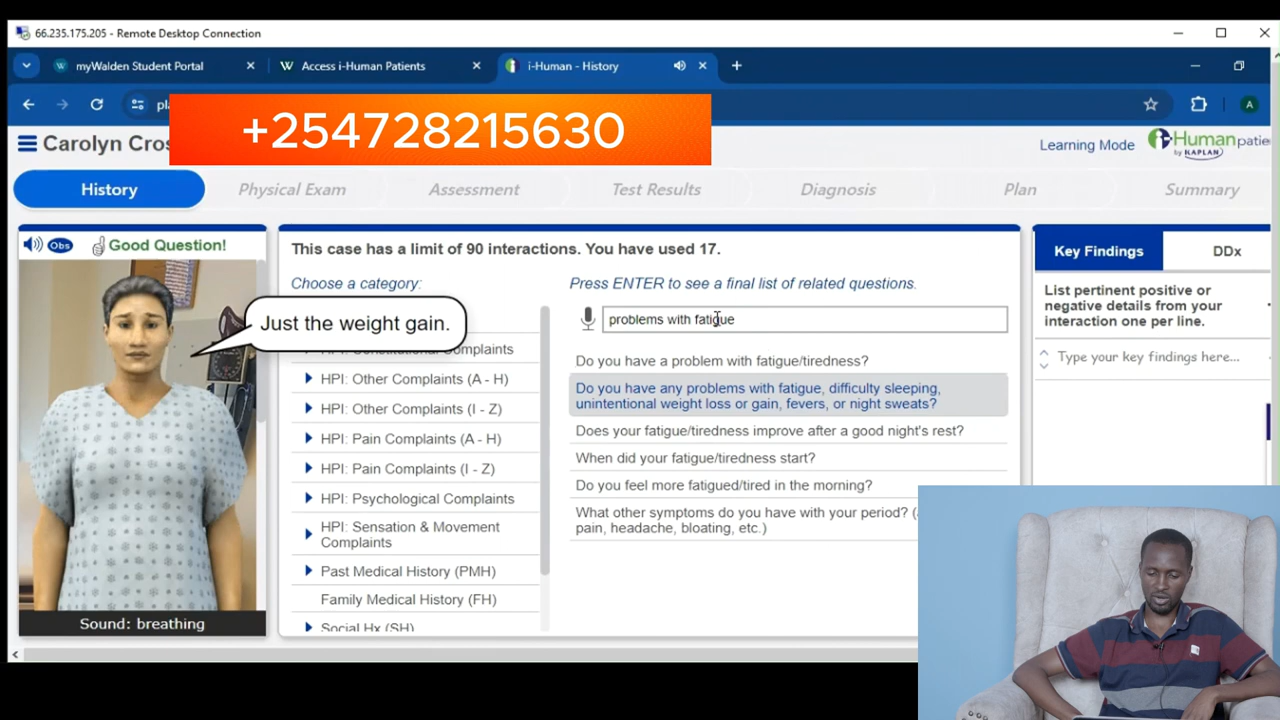 66.235.175.205 - Remote Desktop Connection
myWalden Student Portal
Access i-Human Patients
i-Human - History
+254728215630
A
Carolyn Cros
Learning Mode
i-Human patie
by KAPLAN
History
Physical Exam
Assessment
Test Results
Diagnosis
Plan
Summary
Obs
Good Question!
This case has a limit of 90 interactions. You have used 17.
Key Findings
DDx
Choose a category:
Press ENTER to see a final list of related questions.
List pertinent positive or
negative details from your
interaction one per line.
Just the weight gain.
problems with fatigue
Type your key findings here...
HPI: Constitutional Complaints
HPI: Other Complaints (A - H)
HPI: Other Complaints (I - Z)
HPI: Pain Complaints (A - H)
HPI: Pain Complaints (I - Z)
HPI: Psychological Complaints
HPI: Sensation & Movement
Complaints
Past Medical History (PMH)
Family Medical History (FH)
Social Hx (SH)
Do you have a problem with fatigue/tiredness?
Do you have any problems with fatigue, difficulty sleeping,
unintentional weight loss or gain, fevers, or night sweats?
Does your fatigue/tiredness improve after a good night's rest?
When did your fatigue/tiredness start?
Do you feel more fatigued/tired in the morning?
What other symptoms do you have with your period? (
pain, headache, bloating, etc.)
Sound: breathing